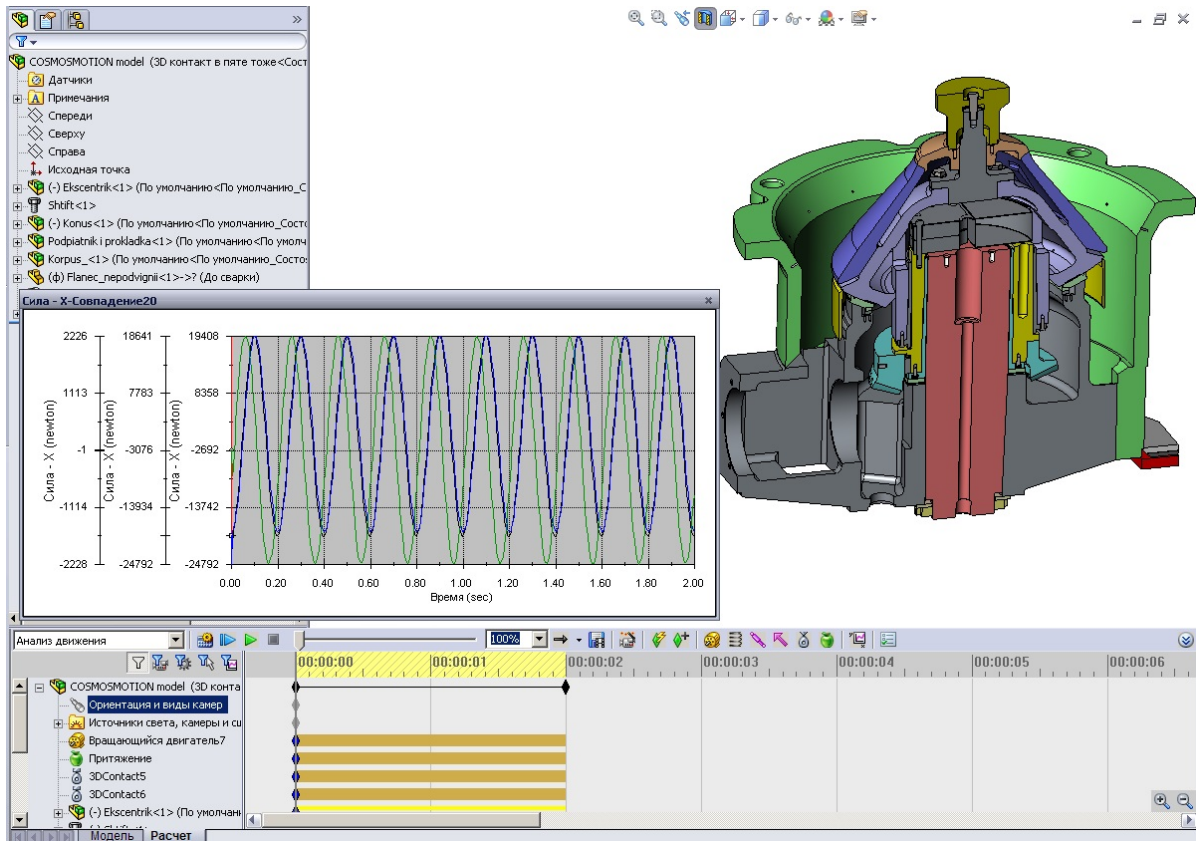 COSMOSMOTION model (3D контакт в пяте тоже<Сост
Датчики
Примечания
Спереди
Сверху
Справа
Исходная точка
(-) Ekscentrik<1> (По умолчанию<По умолчанию_С
Shtift<1>
(-) Konus<1> (По умолчанию<По умолчанию_Состо
Podpiatnik i prokladka<1> (По умолчанию<По умолч
Korpus_<1> (По умолчанию<По умолчанию_Состо
(ф) Flanec_nepodvignii<1>->? (До сварки)
Сила - X-Совпадение20
2226 18641 19408
1113 7783 8358
-1 -3076 -2692
-1114 -13934 -13742
-2228 -24792 -24792
Сила - X (newton)
Сила - X (newton)
Сила - X (newton)
0.00 0.20 0.40 0.60 0.80 1.00 1.20 1.40 1.60 1.80 2.00
Время (sec)
Анализ движения 100%
00:00:00 00:00:01 00:00:02 00:00:03 00:00:04 00:00:05 00:00:06
COSMOSMOTION model (3D конта
Ориентация и виды камер
Источники света, камеры и сц
Вращающийся двигатель7
Притяжение
3DContact5
3DContact6
(-) Ekscentrik<1> (По умолчан
Модель Расчет